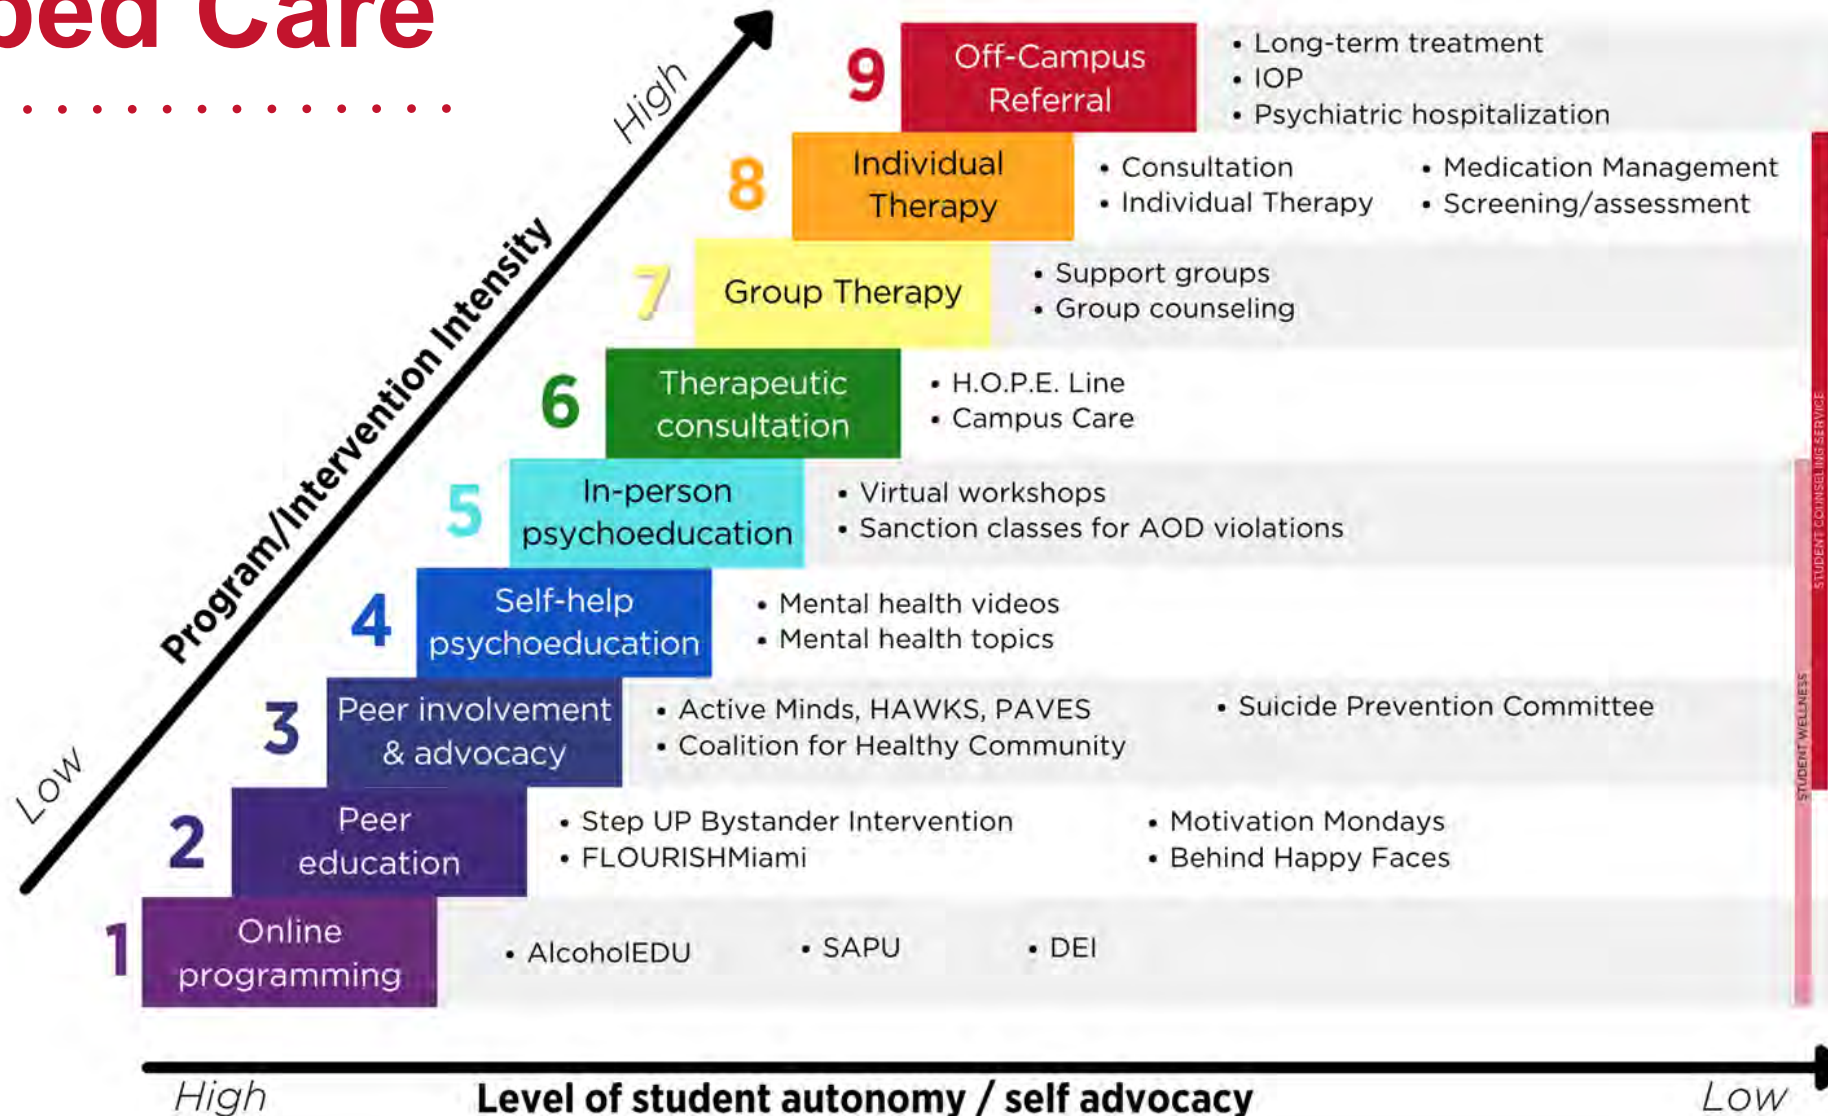 ped Care
High
Program/Intervention Intensity
Low
9
Off-Campus
Referral
• Long-term treatment
• IOP
• Psychiatric hospitalization
8
Individual
Therapy
• Consultation
• Individual Therapy
• Medication Management
• Screening/assessment
7
Group Therapy
• Support groups
• Group counseling
6
Therapeutic
consultation
• H.O.P.E. Line
• Campus Care
5
In-person
psychoeducation
• Virtual workshops
• Sanction classes for AOD violations
4
Self-help
psychoeducation
• Mental health videos
• Mental health topics
3
Peer involvement
& advocacy
• Active Minds, HAWKS, PAVES
• Coalition for Healthy Community
• Suicide Prevention Committee
2
Peer
education
• Step UP Bystander Intervention
• FLOURISHMiami
• Motivation Mondays
• Behind Happy Faces
1
Online
programming
• AlcoholEDU
• SAPU
• DEI
STUDENT COUNSELING SERVICE
STUDENT WELLNESS
High
Level of student autonomy / self advocacy
Low